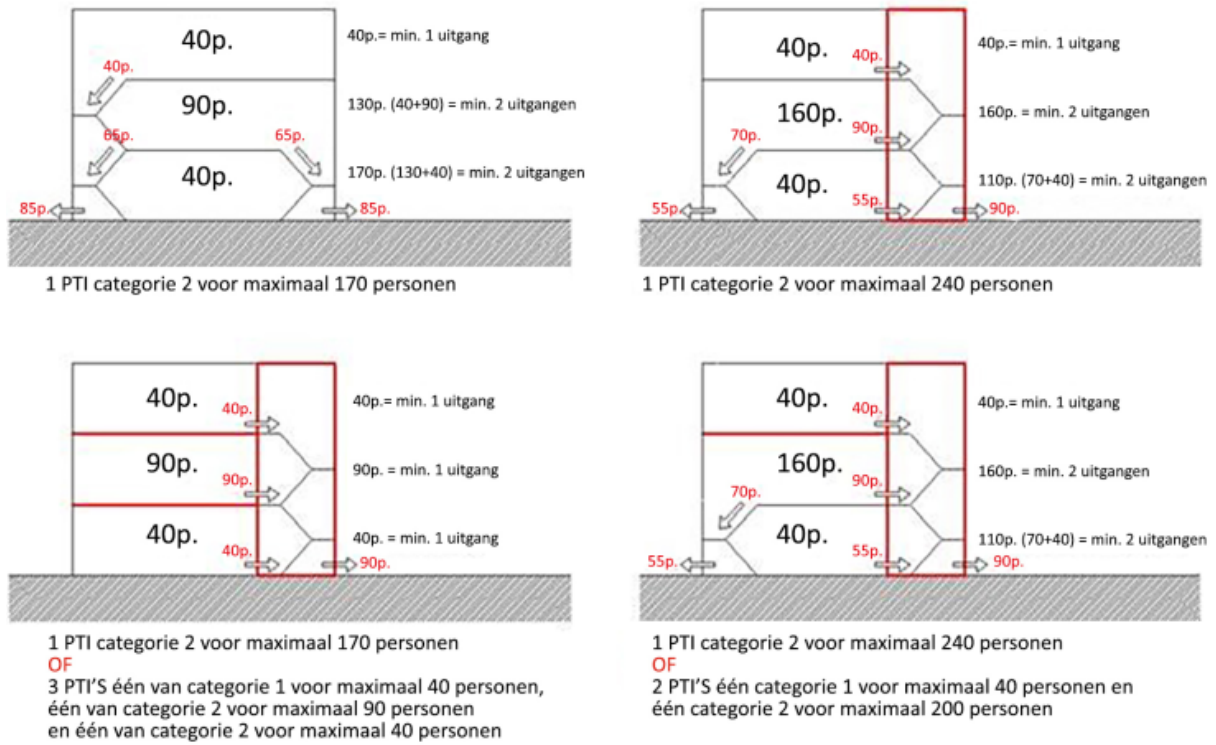 40p.
40p.= min. 1 uitgang
40p.
90p.
130p. (40+90) = min. 2 uitgangen
65p.
65p.
40p.
170p. (130+40) = min. 2 uitgangen
85p.
85p.
1 PTI categorie 2 voor maximaal 170 personen
40p.
40p.= min. 1 uitgang
40p.
160p.
160p. = min. 2 uitgangen
70p.
90p.
40p.
110p. (70+40) = min. 2 uitgangen
55p.
55p.
90p.
1 PTI categorie 2 voor maximaal 240 personen
40p.
40p.= min. 1 uitgang
40p.
90p.
90p. = min. 1 uitgang
90p.
40p.
40p. = min. 1 uitgang
40p.
90p.
1 PTI categorie 2 voor maximaal 170 personen
OF
3 PTI'S één van categorie 1 voor maximaal 40 personen,
één van categorie 2 voor maximaal 90 personen
en één van categorie 2 voor maximaal 40 personen
40p.
40p.= min. 1 uitgang
40p.
160p.
160p. = min. 2 uitgangen
70p.
90p.
40p.
110p. (70+40) = min. 2 uitgangen
55p.
55p.
90p.
1 PTI categorie 2 voor maximaal 240 personen
OF
2 PTI'S één categorie 1 voor maximaal 40 personen en
één categorie 2 voor maximaal 200 personen